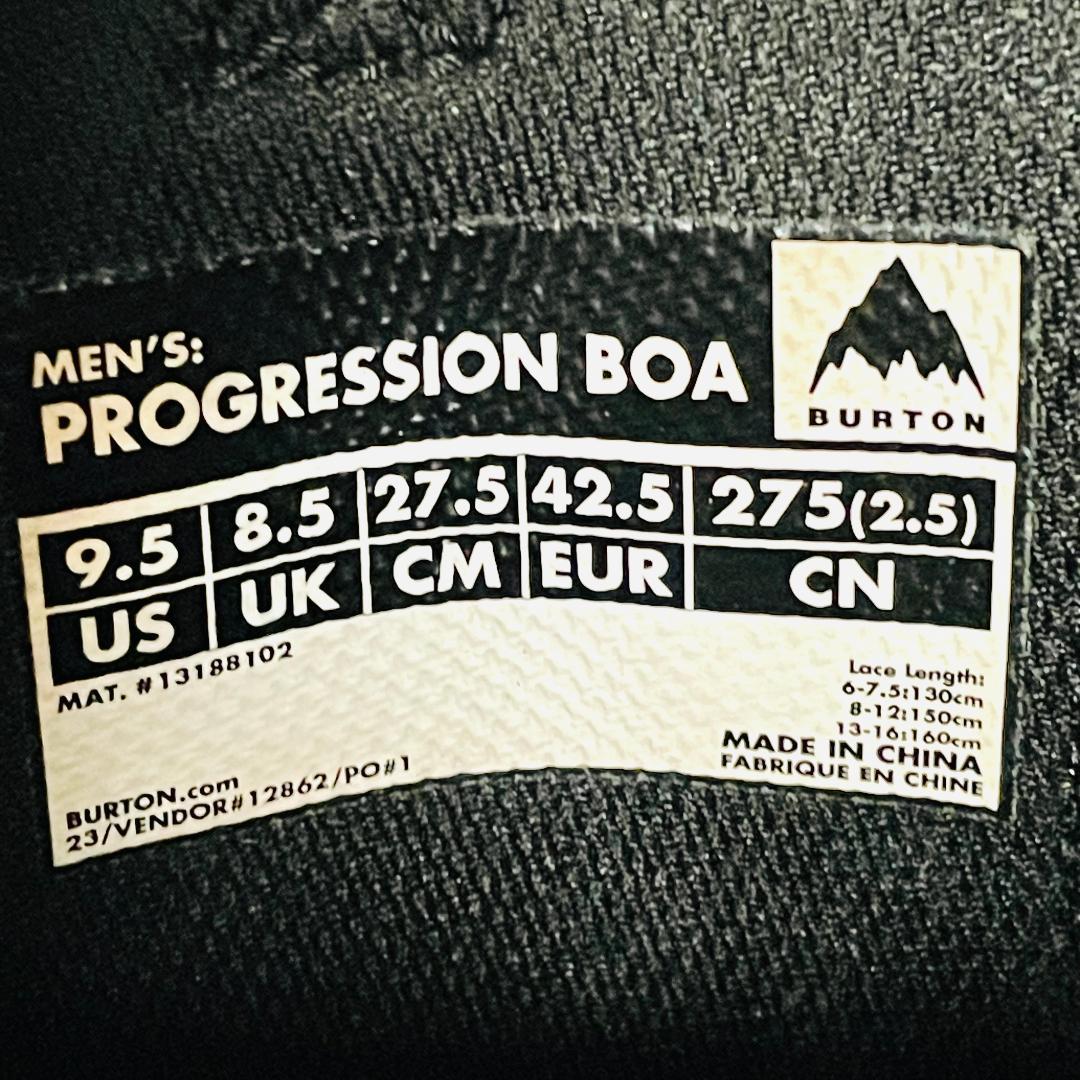 MEN'S:
PROGRESSION BOA
BURTON
9.5 8.5 27.5 42.5 275(2.5)
US UK CM EUR CN
MAT. #13188102
Lace Length:
6-7.5:130cm
8-12:150cm
13-16:160cm
MADE IN CHINA
FABRIQUE EN CHINE
BURTON.com
23/VENDOR#12862/PO#1